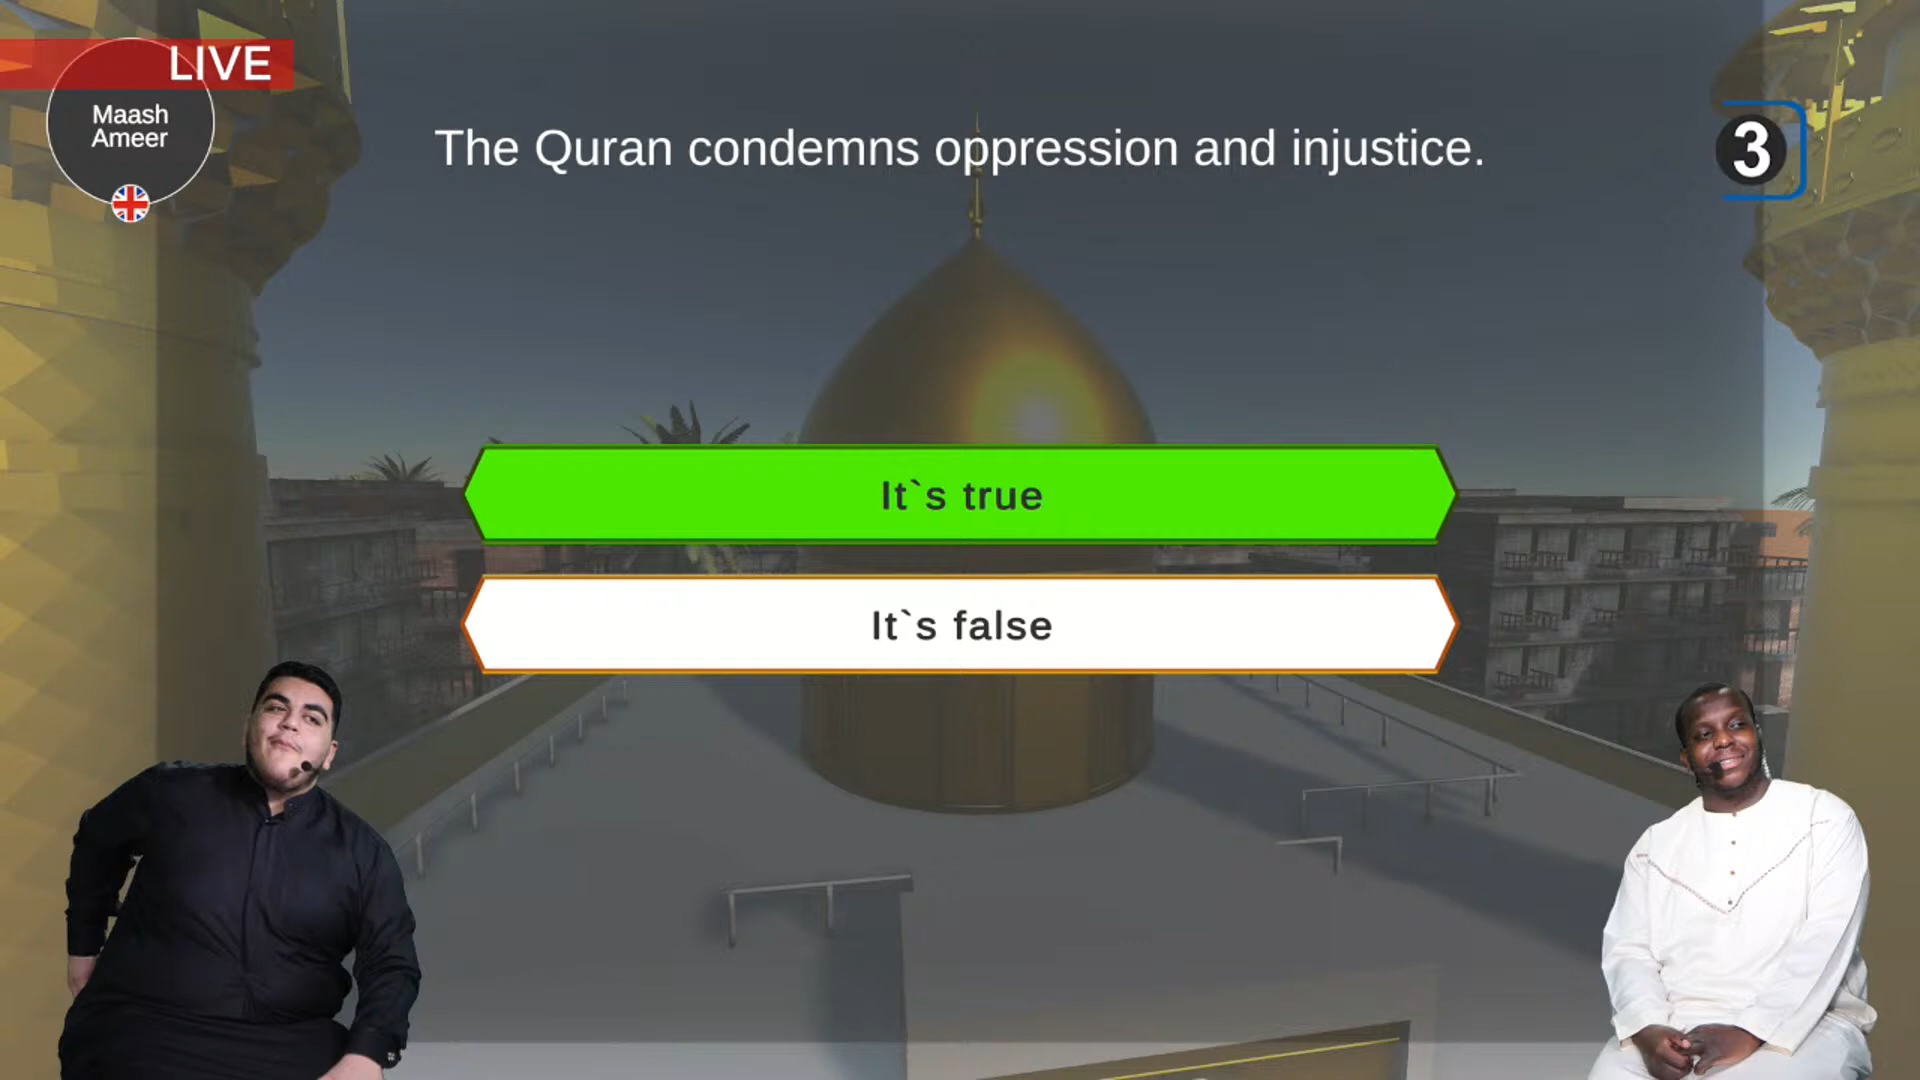 LIVE
Maash
Ameer
The Quran condemns oppression and injustice.
3
It`s true
It`s false